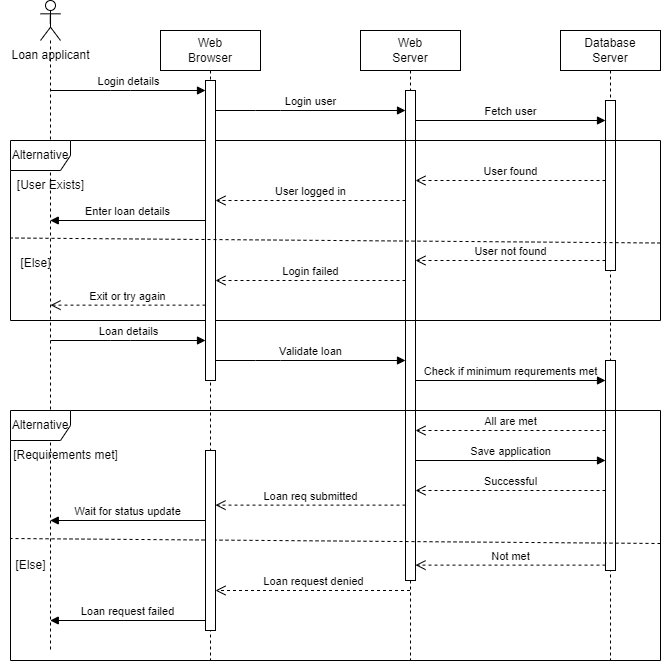 Loan applicant
Web
Browser
Web
Server
Database
Server
Login details
Login user
Fetch user
Alternative
[User Exists]
User found
User logged in
Enter loan details
[Else]
User not found
Login failed
Exit or try again
Loan details
Validate loan
Check if minimum requrements met
Alternative
[Requirements met]
All are met
Save application
Successful
Loan req submitted
Wait for status update
[Else]
Not met
Loan request denied
Loan request failed